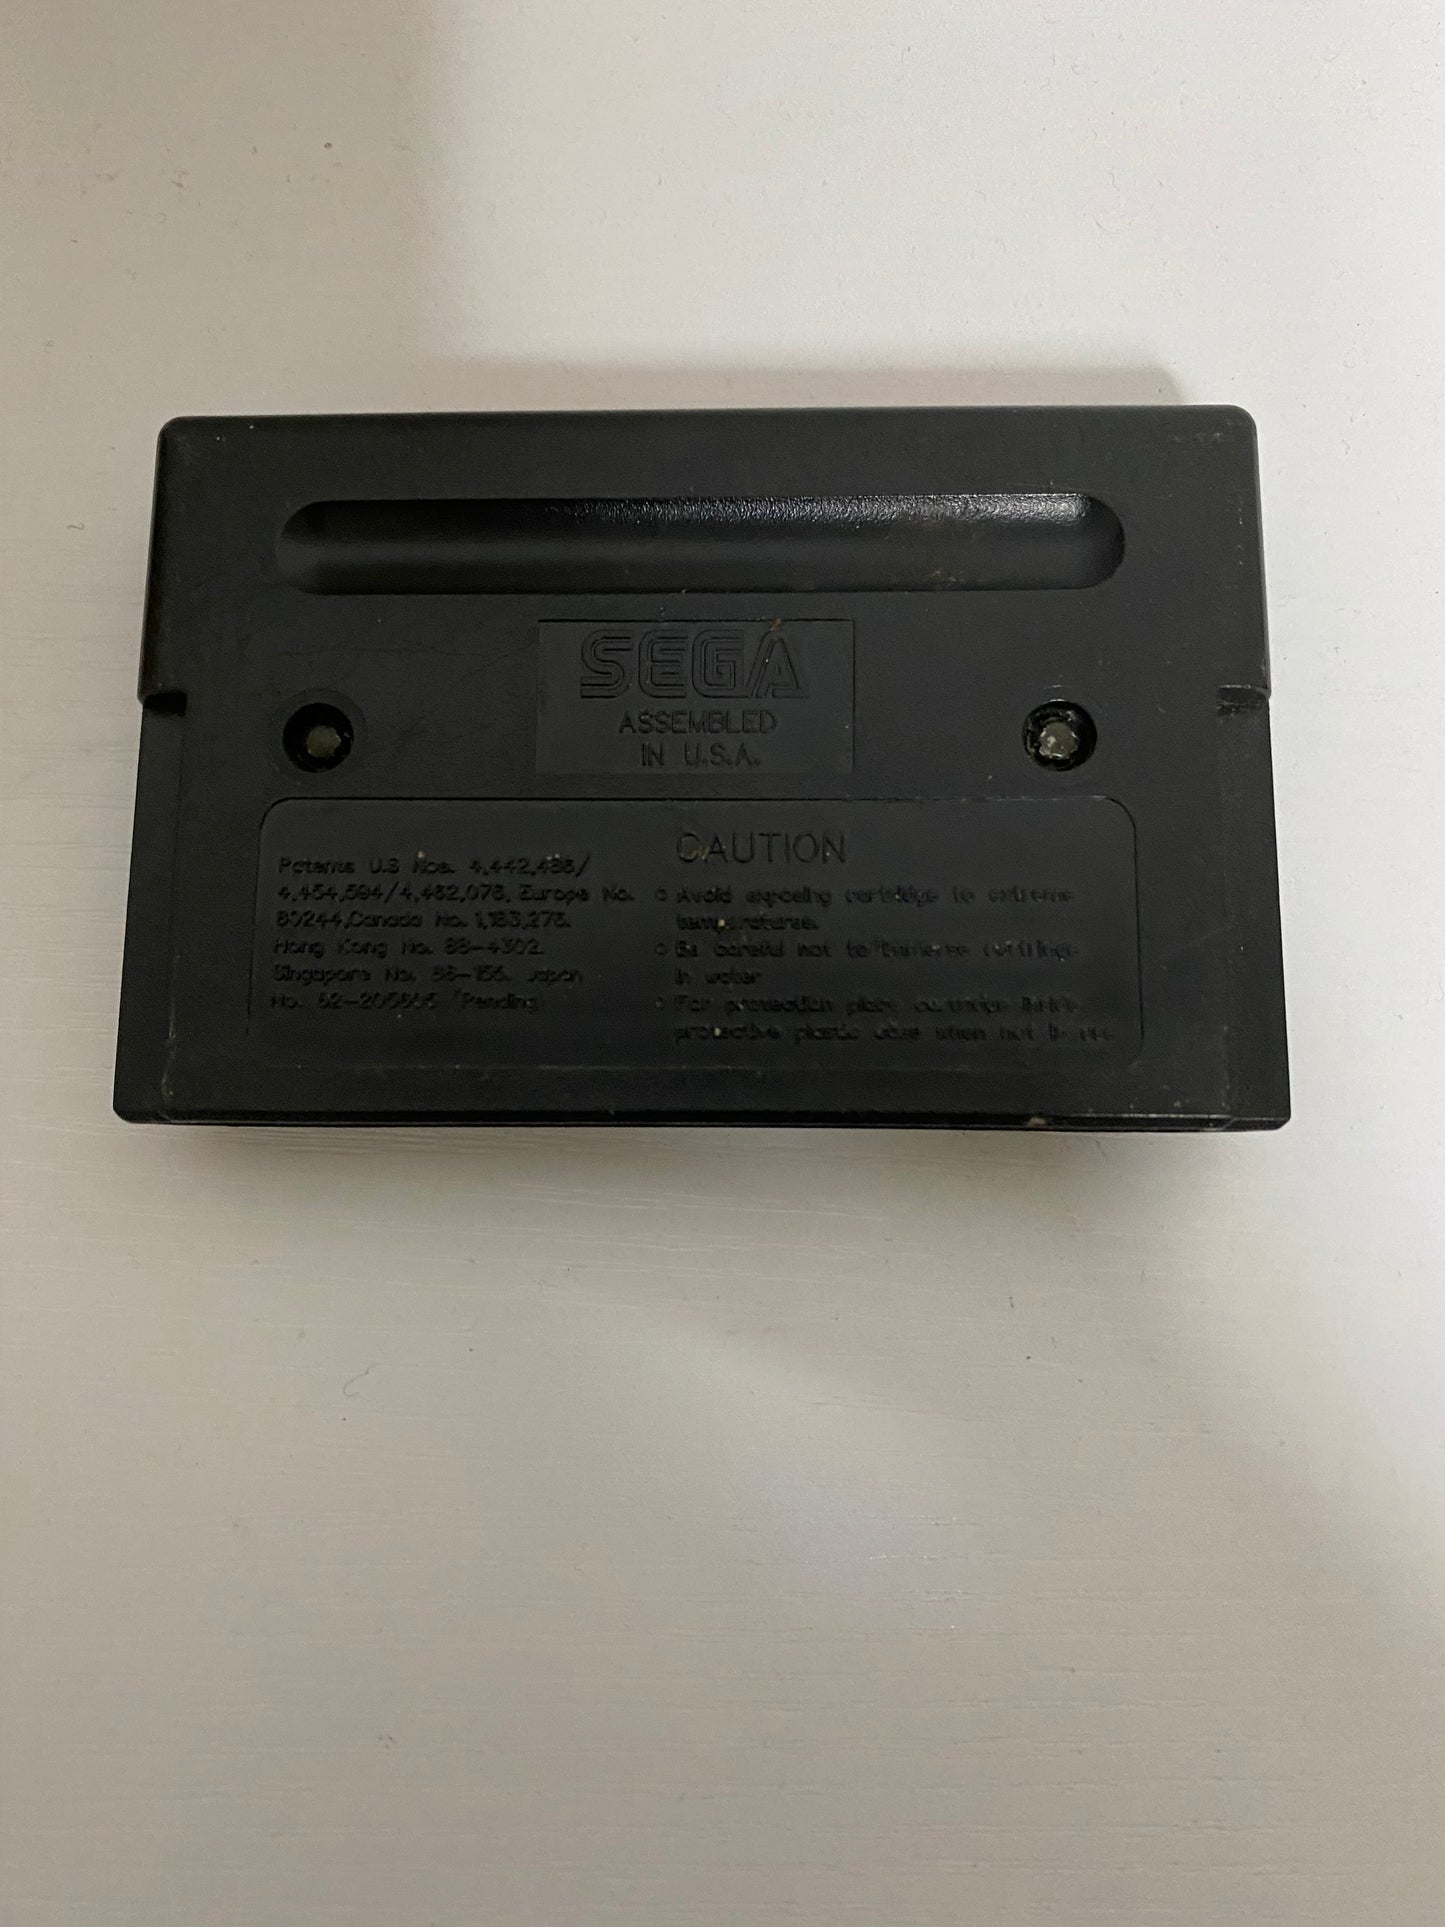 SEGA
ASSEMBLED
IN U.S.A.
Patents U.S Nos. 4,442,486/
4,454,594/4,462,076, Europe No.
80244,Canada No. 1,183,276.
Hong Kong No. 88-4302.
Singapore No. 88-155. Japan
No. 62-205605 (Pending)
CAUTION
Avoid exposing cartridge to extreme
temperatures.
Be careful not to immerse cartridge
in water
For protection place cartridge in
protective plastic case when not in use